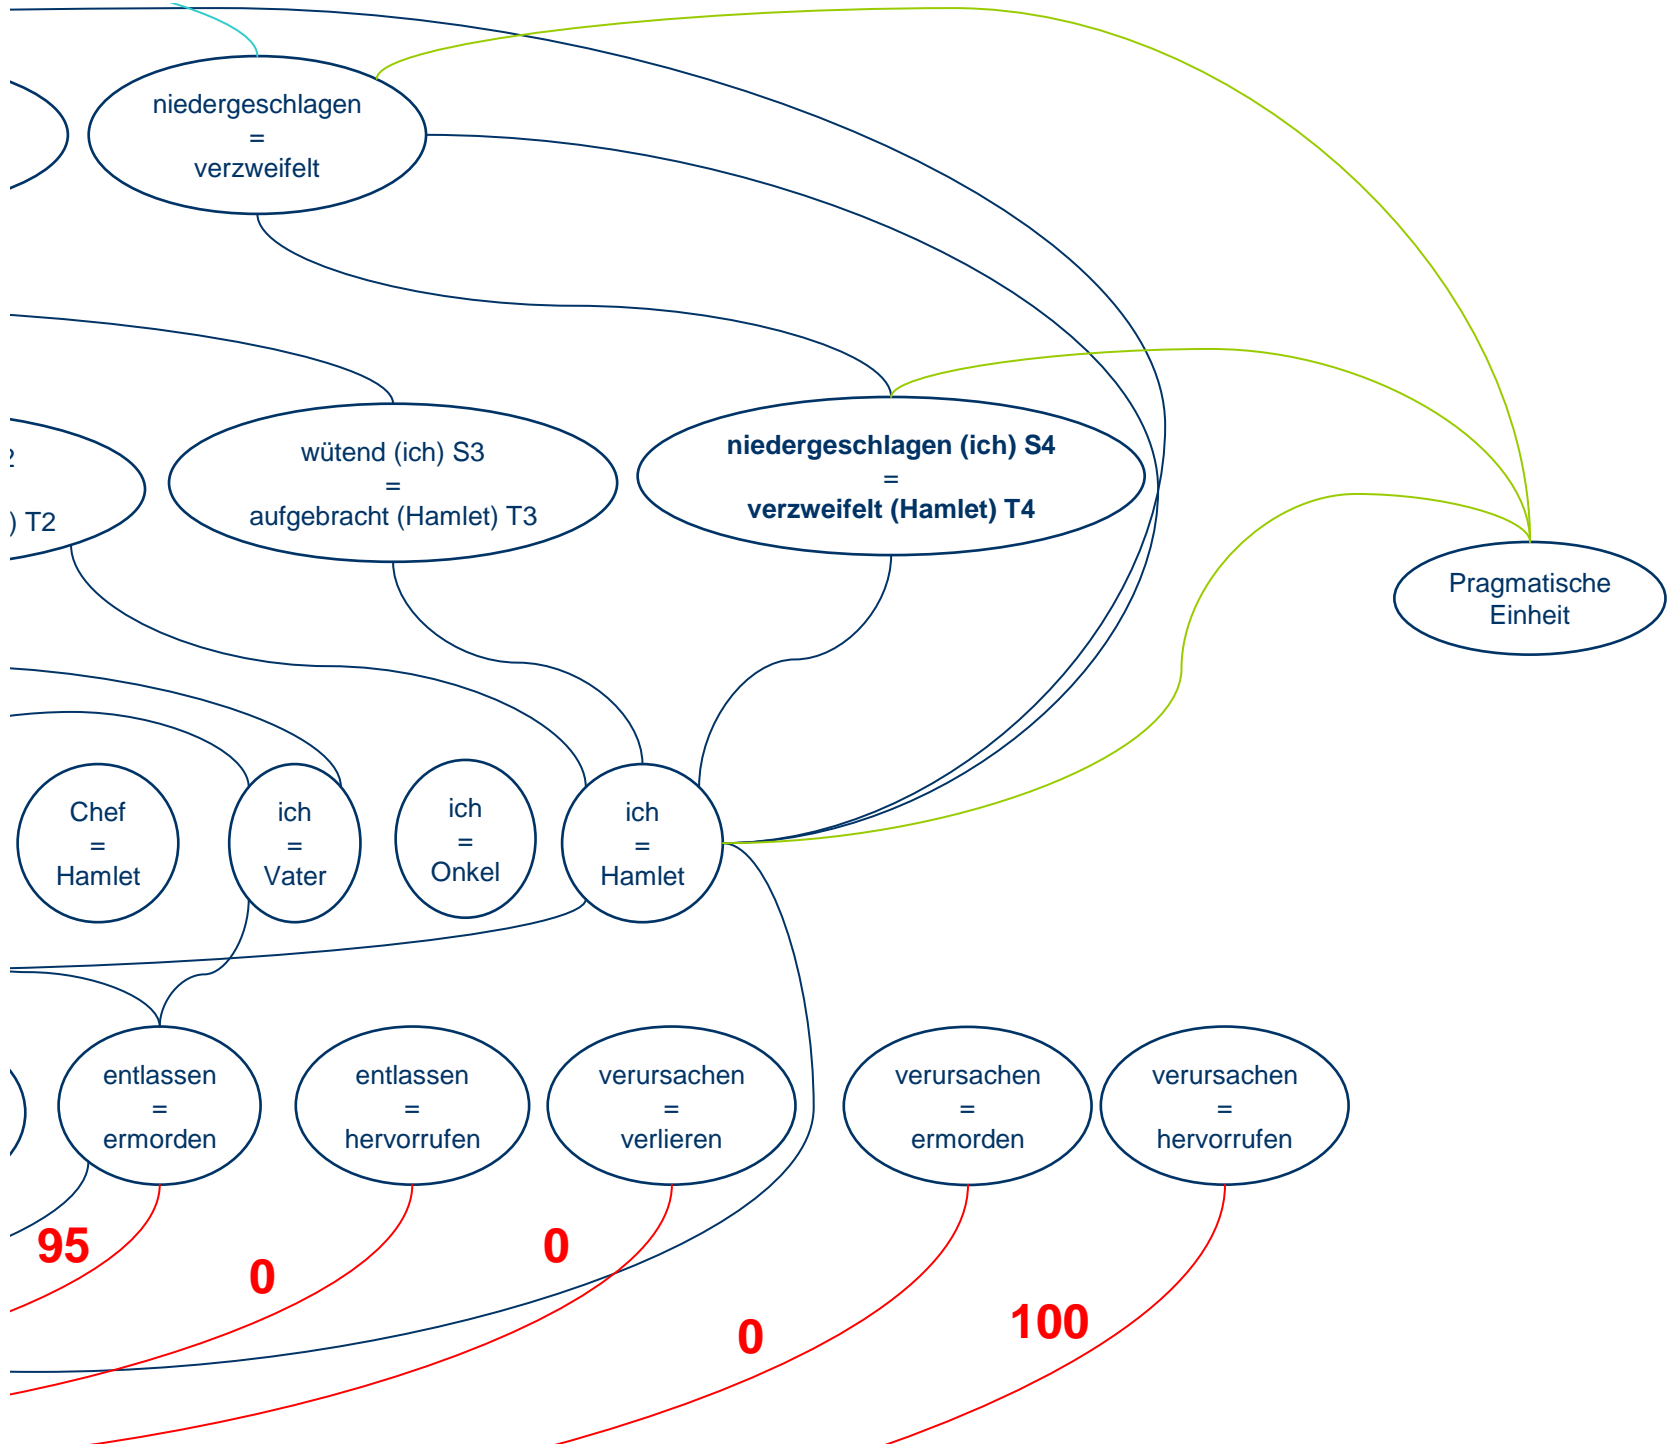 niedergeschlagen
=
verzweifelt
2
) T2
wütend (ich) S3
=
aufgebracht (Hamlet) T3
niedergeschlagen (ich) S4
=
verzweifelt (Hamlet) T4
Pragmatische
Einheit
Chef
=
Hamlet
ich
=
Vater
ich
=
Onkel
ich
=
Hamlet
entlassen
=
ermorden
entlassen
=
hervorrufen
verursachen
=
verlieren
verursachen
=
ermorden
verursachen
=
hervorrufen
95
0
0
0
100